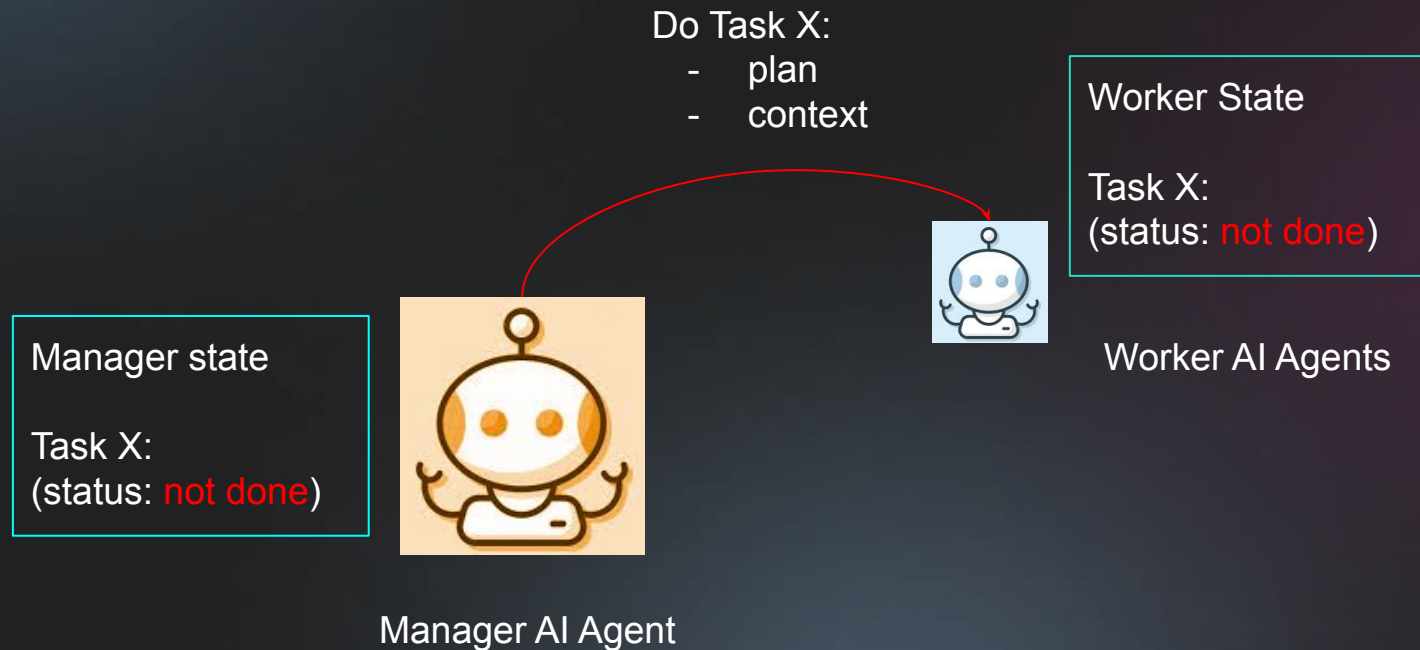 Do Task X:
- plan
- context
Worker State
Task X:
(status: not done)
Worker AI Agents
Manager state
Task X:
(status: not done)
Manager AI Agent